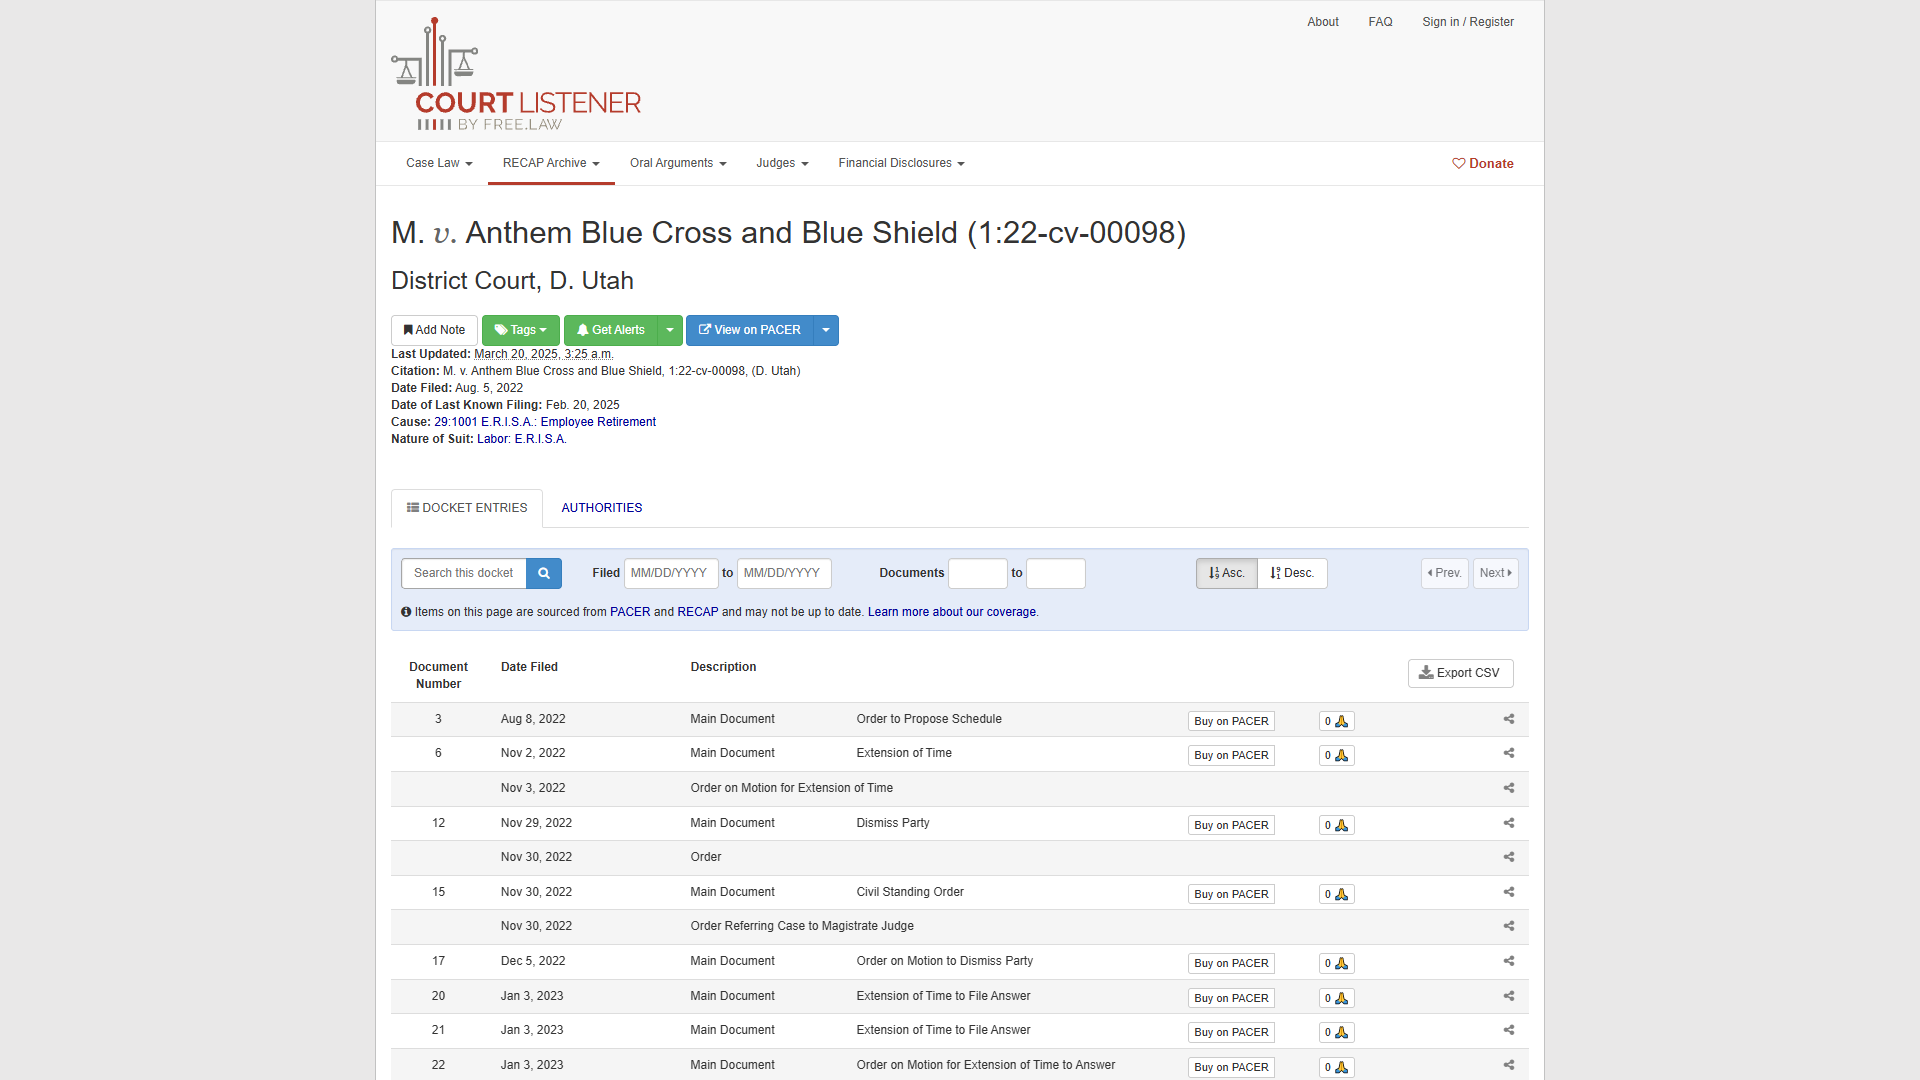 About FAQ Sign in / Register
COURT LISTENER
BY FREE.LAW
Case Law RECAP Archive Oral Arguments Judges Financial Disclosures Donate
M. v. Anthem Blue Cross and Blue Shield (1:22-cv-00098)
District Court, D. Utah
Add Note Tags Get Alerts View on PACER
Last Updated: March 20, 2025, 3:25 a.m.
Citation: M. v. Anthem Blue Cross and Blue Shield, 1:22-cv-00098, (D. Utah)
Date Filed: Aug. 5, 2022
Date of Last Known Filing: Feb. 20, 2025
Cause: 29:1001 E.R.I.S.A.: Employee Retirement
Nature of Suit: Labor: E.R.I.S.A.
DOCKET ENTRIES AUTHORITIES
Search this docket Filed MM/DD/YYYY to MM/DD/YYYY Documents to Asc. Desc. Prev. Next
Items on this page are sourced from PACER and RECAP and may not be up to date. Learn more about our coverage.
Document Number Date Filed Description Export CSV
3 Aug 8, 2022 Main Document Order to Propose Schedule Buy on PACER 0
6 Nov 2, 2022 Main Document Extension of Time Buy on PACER 0
Nov 3, 2022 Order on Motion for Extension of Time
12 Nov 29, 2022 Main Document Dismiss Party Buy on PACER 0
Nov 30, 2022 Order
15 Nov 30, 2022 Main Document Civil Standing Order Buy on PACER 0
Nov 30, 2022 Order Referring Case to Magistrate Judge
17 Dec 5, 2022 Main Document Order on Motion to Dismiss Party Buy on PACER 0
20 Jan 3, 2023 Main Document Extension of Time to File Answer Buy on PACER 0
21 Jan 3, 2023 Main Document Extension of Time to File Answer Buy on PACER 0
22 Jan 3, 2023 Main Document Order on Motion for Extension of Time to Answer Buy on PACER 0